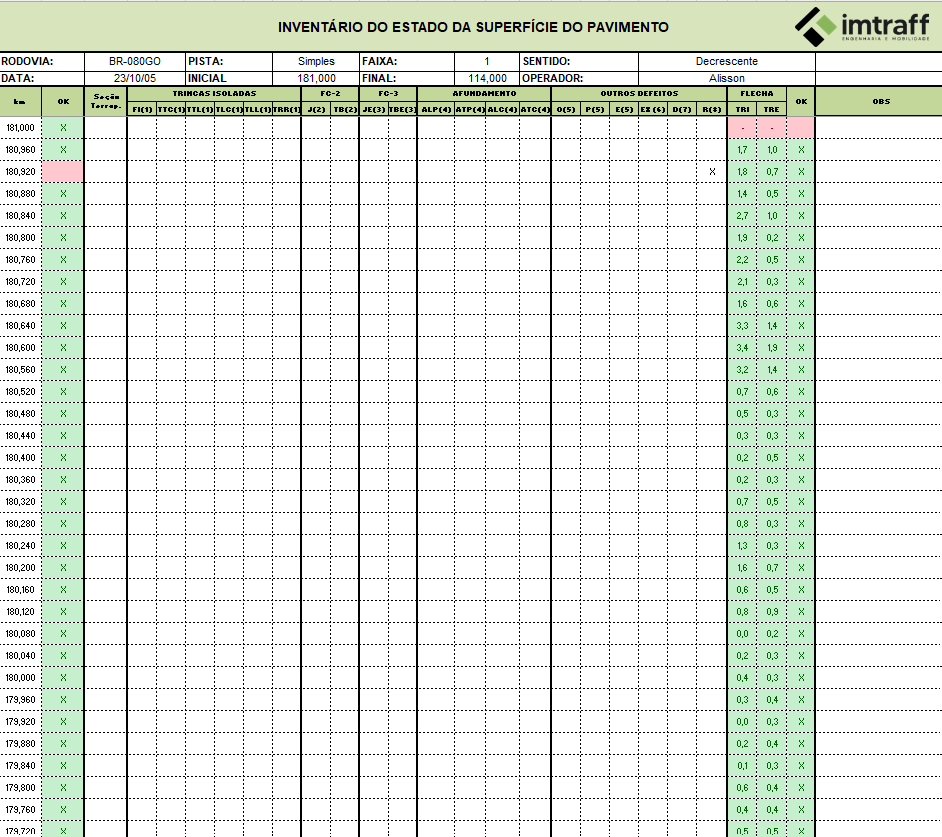 INVENTÁRIO DO ESTADO DA SUPERFÍCIE DO PAVIMENTO
imtraff
ENGENHARIA E MOBILIDADE
RODOVIA: BR-080GO PISTA: Simples FAIXA: 1 SENTIDO: Decrescente
DATA: 23/10/05 INICIAL 181,000 FINAL: 114,000 OPERADOR: Alisson
km OK Seção Terrap. TRINCAS ISOLADAS FC-2 FC-3 AFUNDAMENTO OUTROS DEFEITOS FLECHA OK OBS
FI(1) TTC(1) TTL(1) TLC(1) TLL(1) TRR(1) J(2) TB(2) JE(3) TBE(3) ALP(4) ATP(4) ALC(4) ATC(4) O(5) P(5) E(5) EX(6) D(7) R(8) TRI TRE
181,000 X - -
180,960 X 1,7 1,0 X
180,920 X 1,8 0,7 X
180,880 X 1,4 0,5 X
180,840 X 2,7 1,0 X
180,800 X 1,9 0,2 X
180,760 X 2,2 0,5 X
180,720 X 2,1 0,3 X
180,680 X 1,6 0,6 X
180,640 X 3,3 1,4 X
180,600 X 3,4 1,9 X
180,560 X 3,2 1,4 X
180,520 X 0,7 0,6 X
180,480 X 0,5 0,3 X
180,440 X 0,3 0,3 X
180,400 X 0,2 0,5 X
180,360 X 0,2 0,3 X
180,320 X 0,7 0,5 X
180,280 X 0,8 0,3 X
180,240 X 1,3 0,3 X
180,200 X 1,6 0,7 X
180,160 X 0,6 0,5 X
180,120 X 0,8 0,9 X
180,080 X 0,0 0,2 X
180,040 X 0,2 0,3 X
180,000 X 0,4 0,3 X
179,960 X 0,3 0,4 X
179,920 X 0,0 0,3 X
179,880 X 0,2 0,4 X
179,840 X 0,1 0,3 X
179,800 X 0,6 0,4 X
179,760 X 0,4 0,4 X
179,720 X 0,5 0,5 X